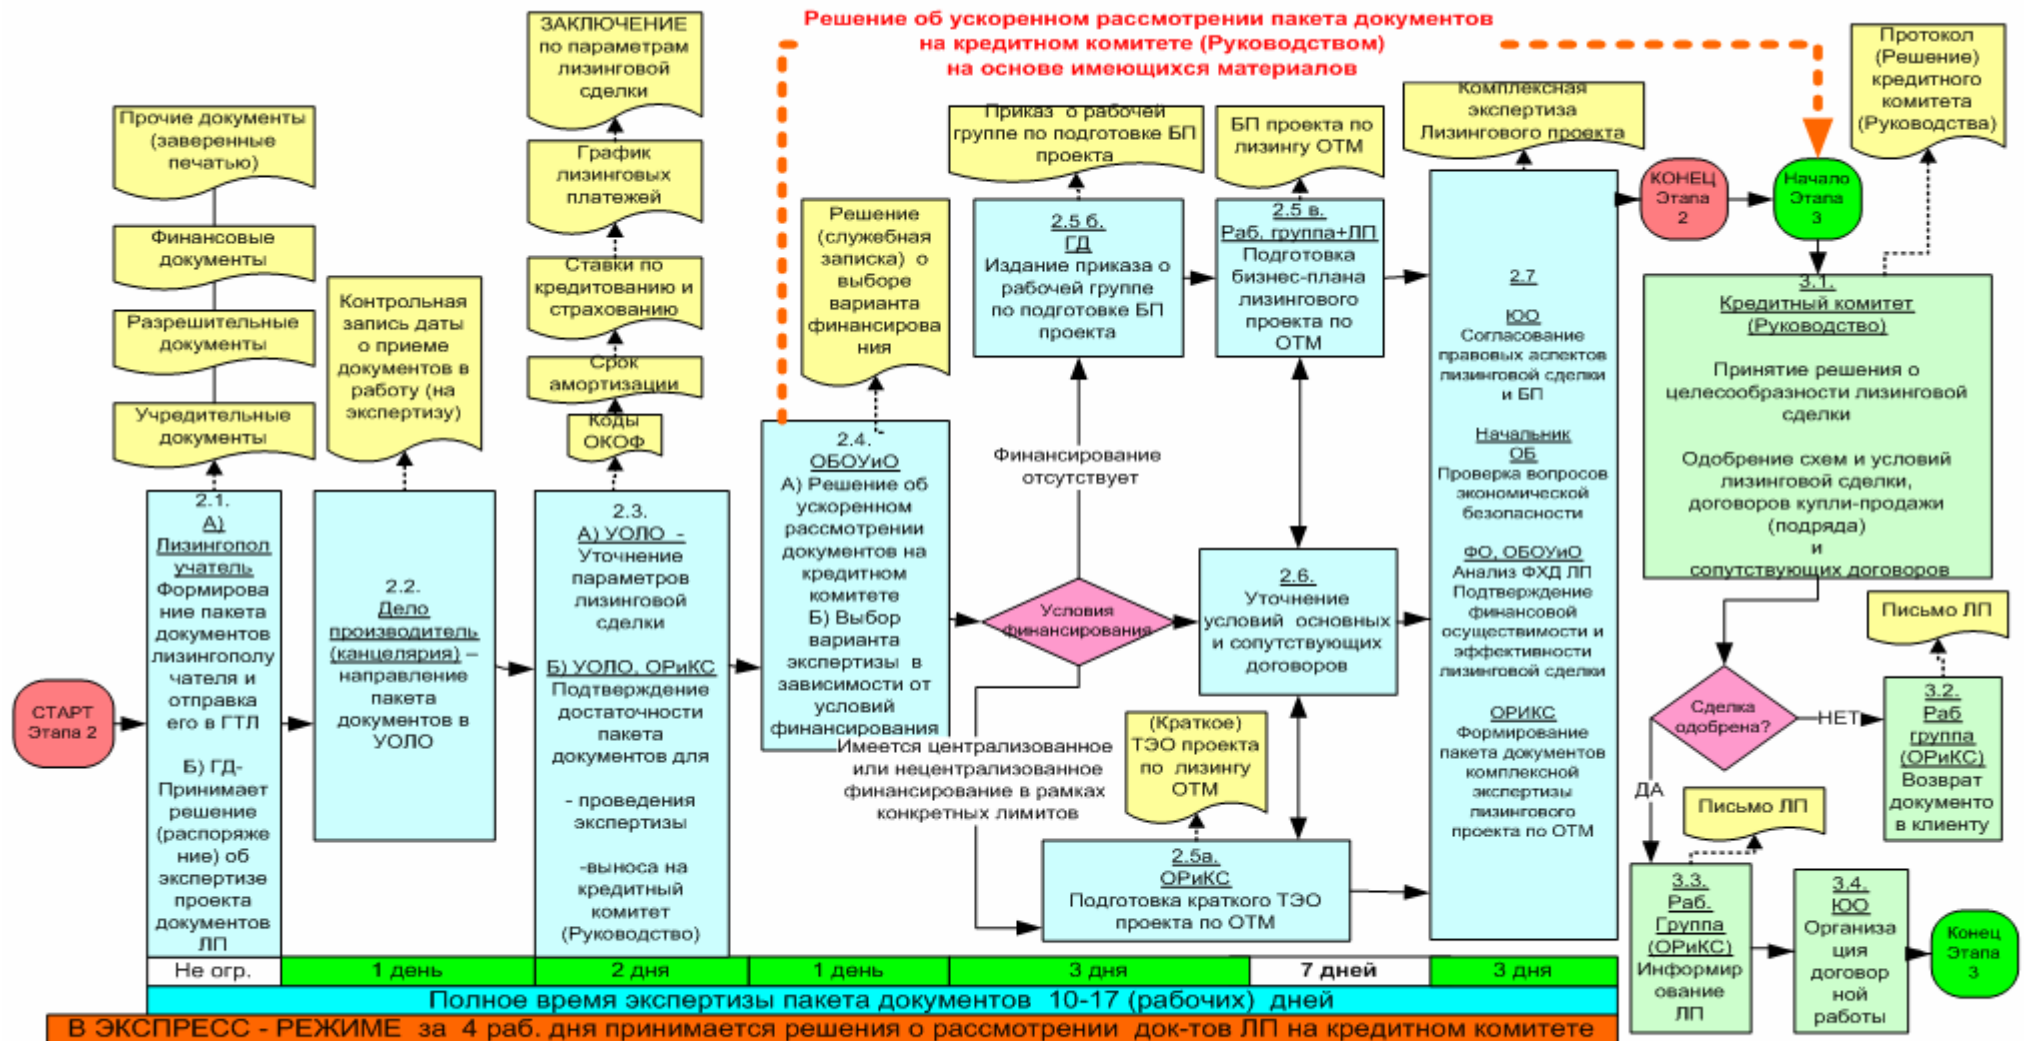 Решение об ускоренном рассмотрении пакета документов
на кредитном комитете (Руководством)
на основе имеющихся материалов
Прочие документы
(заверенные
печатью)
Финансовые
документы
Разрешительные
документы
Учредительные
документы
Контрольная
запись даты
о приеме
документов в
работу (на
экспертизу)
ЗАКЛЮЧЕНИЕ
по параметрам
лизинговой
сделки
График
лизинговых
платежей
Ставки по
кредитованию и
страхованию
Срок
амортизации
Коды
ОКОФ
Решение
(служебная
записка) о
выборе
варианта
финансирова
ния
Приказ о рабочей
группе по подготовке БП
проекта
БП проекта по
лизингу ОТМ
Комплексная
экспертиза
Лизингового проекта
Протокол
(Решение)
кредитного
комитета
(Руководства)
СТАРТ
Этапа 2
2.1.
А)
Лизингопол
учатель
Формирова
ние пакета
документов
лизингополу
чателя и
отправка
его в ГТЛ
Б) ГД-
Принимает
решение
(распоряже
ние) об
экспертизе
проекта
документов
ЛП
2.2.
Дело
производитель
(канцелярия) –
направление
пакета
документов в
УОЛО
2.3.
А) УОЛО -
Уточнение
параметров
лизинговой
сделки
Б) УОЛО, ОРиКС
Подтверждение
достаточности
пакета
документов для
- проведения
экспертизы
-выноса на
кредитный
комитет
(Руководство)
2.4.
ОБОУиО
А) Решение об
ускоренном
рассмотрении
документов на
кредитном
комитете
Б) Выбор
варианта
экспертизы в
зависимости от
условий
финансирования
Условия
финансирования
Финансирование
отсутствует
Имеется централизованное
или нецентрализованное
финансирование в рамках
конкретных лимитов
2.5 б.
ГД
Издание приказа о
рабочей группе
по подготовке БП
проекта
2.5 в.
Раб. группа+ЛП
Подготовка
бизнес-плана
лизингового
проекта по
ОТМ
2.6.
Уточнение
условий основных
и сопутствующих
договоров
(Краткое)
ТЭО проекта
по лизингу
ОТМ
2.5а.
ОРиКС
Подготовка краткого ТЭО
проекта по ОТМ
2.7
ЮО
Согласование
правовых аспектов
лизинговой сделки
и БП
Начальник
ОБ
Проверка вопросов
экономической
безопасности
ФО, ОБОУиО
Анализ ФХД ЛП
Подтверждение
финансовой
осуществимости и
эффективности
лизинговой сделки
ОРИКС
Формирование
пакета документов
комплексной
экспертизы
лизингового
проекта по ОТМ
КОНЕЦ
Этапа
2
Начало
Этапа
3
3.1.
Кредитный комитет
(Руководство)
Принятие решения о
целесообразности лизинговой
сделки
Одобрение схем и условий
лизинговой сделки,
договоров купли-продажи
(подряда)
и
сопутствующих договоров
Сделка
одобрена?
НЕТ
ДА
Письмо ЛП
3.2.
Раб
группа
(ОРиКС)
Возврат
документо
в клиенту
Письмо ЛП
3.3.
Раб.
Группа
(ОРиКС)
Информир
ование
ЛП
3.4.
ЮО
Организа
ция
договор
ной
работы
Конец
Этапа
3
Не огр.
1 день
2 дня
1 день
3 дня
7 дней
3 дня
Полное время экспертизы пакета документов 10-17 (рабочих) дней
В ЭКСПРЕСС - РЕЖИМЕ за 4 раб. дня принимается решения о рассмотрении док-тов ЛП на кредитном комитете